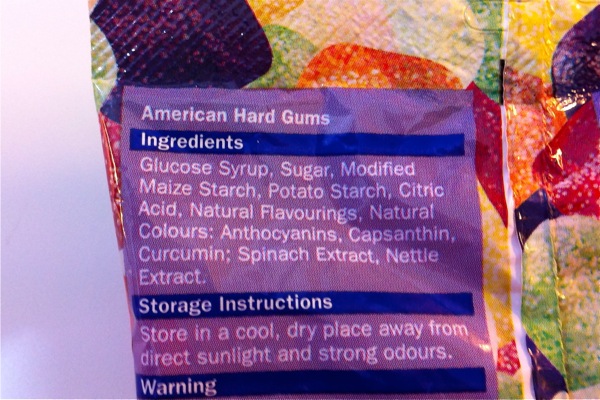 American Hard Gums
Ingredients
Glucose Syrup, Sugar, Modified
Maize Starch, Potato Starch, Citric
Acid, Natural Flavourings, Natural
Colours: Anthocyanins, Capsanthin,
Curcumin; Spinach Extract, Nettle
Extract.
Storage Instructions
Store in a cool, dry place away from
direct sunlight and strong odours.
Warning